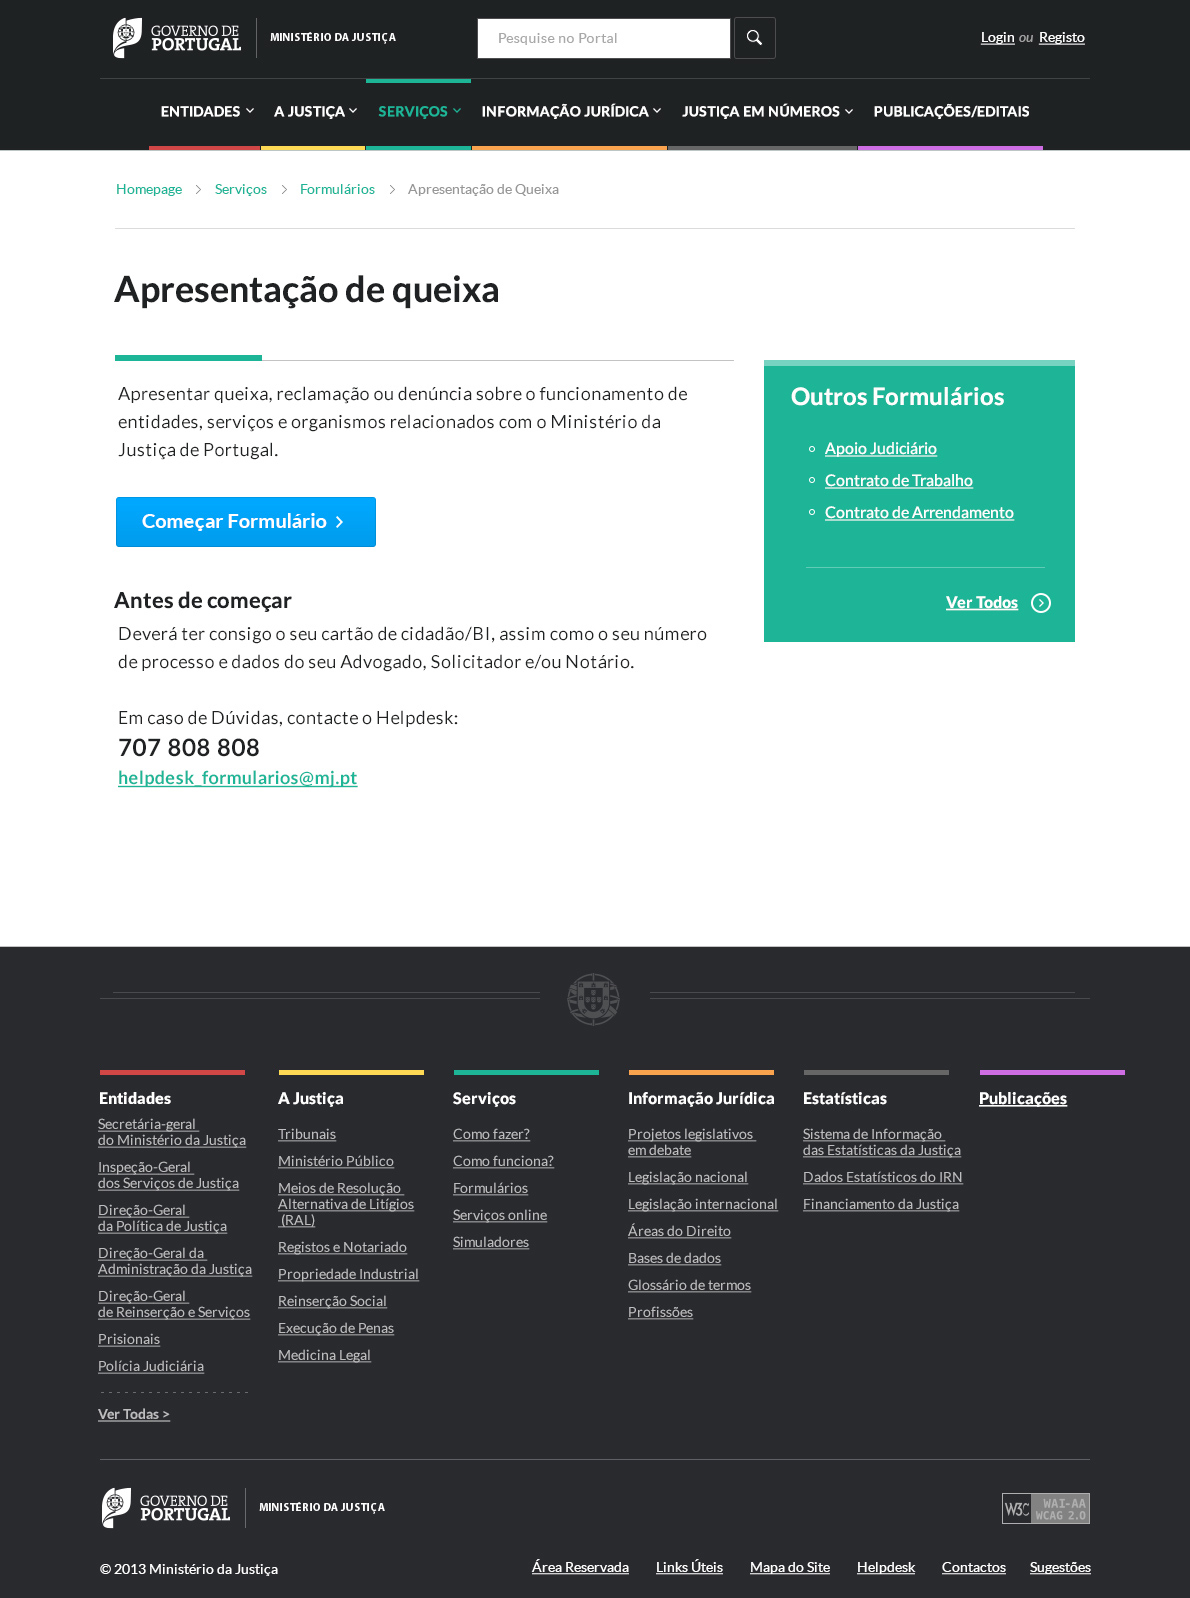 GOVERNO DE
PORTUGAL
MINISTÉRIO DA JUSTIÇA
Pesquise no Portal
Login ou Registo
ENTIDADES A JUSTIÇA SERVIÇOS INFORMAÇÃO JURÍDICA JUSTIÇA EM NÚMEROS PUBLICAÇÕES/EDITAIS
Homepage Serviços Formulários Apresentação de Queixa
Apresentação de queixa
Apresentar queixa, reclamação ou denúncia sobre o funcionamento de
entidades, serviços e organismos relacionados com o Ministério da
Justiça de Portugal.
Começar Formulário
Antes de começar
Deverá ter consigo o seu cartão de cidadão/BI, assim como o seu número
de processo e dados do seu Advogado, Solicitador e/ou Notário.
Em caso de Dúvidas, contacte o Helpdesk:
707 808 808
helpdesk_formularios@mj.pt
Outros Formulários
Apoio Judiciário
Contrato de Trabalho
Contrato de Arrendamento
Ver Todos
Entidades
Secretária-geral
do Ministério da Justiça
Inspeção-Geral
dos Serviços de Justiça
Direção-Geral
da Política de Justiça
Direção-Geral da
Administração da Justiça
Direção-Geral
de Reinserção e Serviços
Prisionais
Polícia Judiciária
Ver Todas >
A Justiça
Tribunais
Ministério Público
Meios de Resolução
Alternativa de Litígios
(RAL)
Registos e Notariado
Propriedade Industrial
Reinserção Social
Execução de Penas
Medicina Legal
Serviços
Como fazer?
Como funciona?
Formulários
Serviços online
Simuladores
Informação Jurídica
Projetos legislativos
em debate
Legislação nacional
Legislação internacional
Áreas do Direito
Bases de dados
Glossário de termos
Profissões
Estatísticas
Sistema de Informação
das Estatísticas da Justiça
Dados Estatísticos do IRN
Financiamento da Justiça
Publicações
GOVERNO DE
PORTUGAL
MINISTÉRIO DA JUSTIÇA
W3C WAI-AA
WCAG 2.0
© 2013 Ministério da Justiça
Área Reservada Links Úteis Mapa do Site Helpdesk Contactos Sugestões